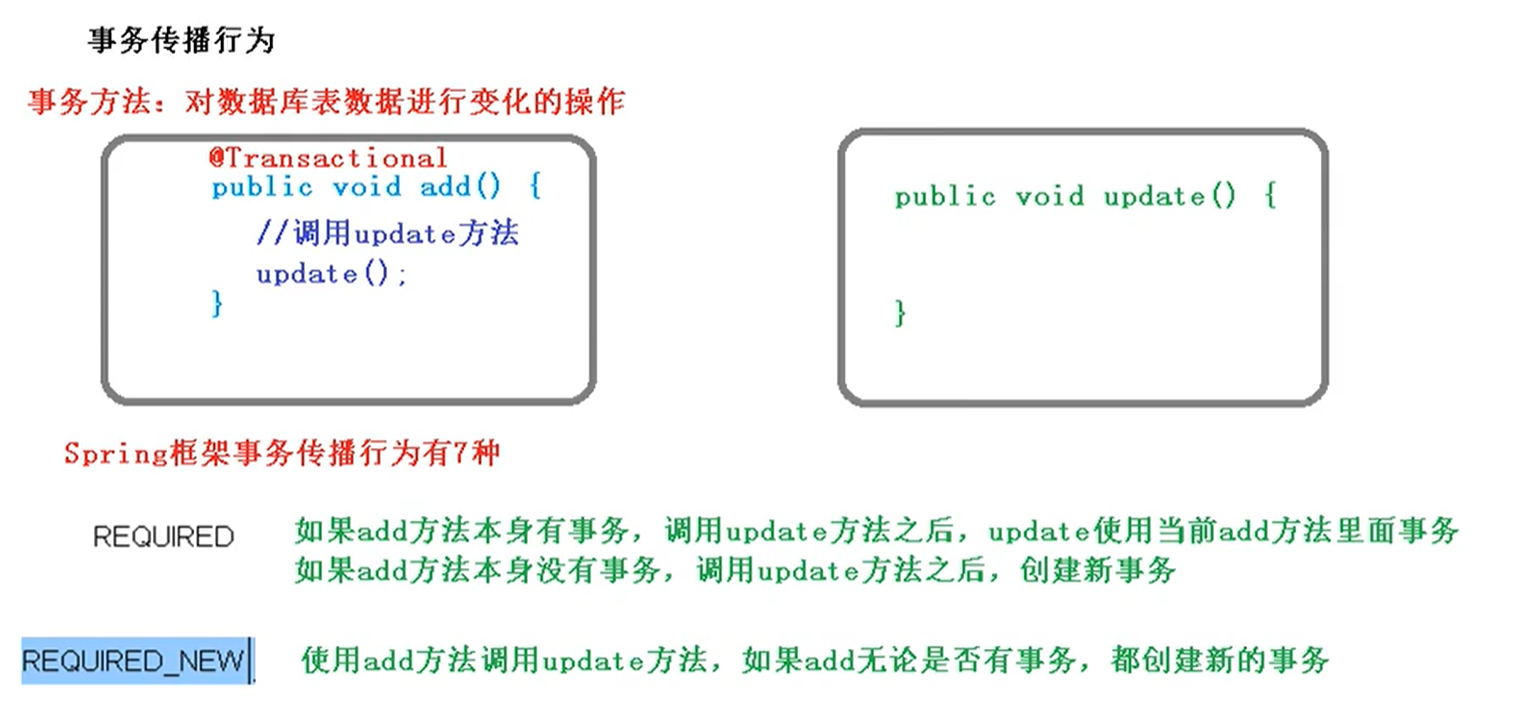 事务传播行为
事务方法：对数据库表数据进行变化的操作
@Transactional
public void add() {
//调用update方法
update();
}
public void update() {
}
Spring框架事务传播行为有7种
REQUIRED
如果add方法本身有事务，调用update方法之后，update使用当前add方法里面事务
如果add方法本身没有事务，调用update方法之后，创建新事务
REQUIRED_NEW
使用add方法调用update方法，如果add无论是否有事务，都创建新的事务